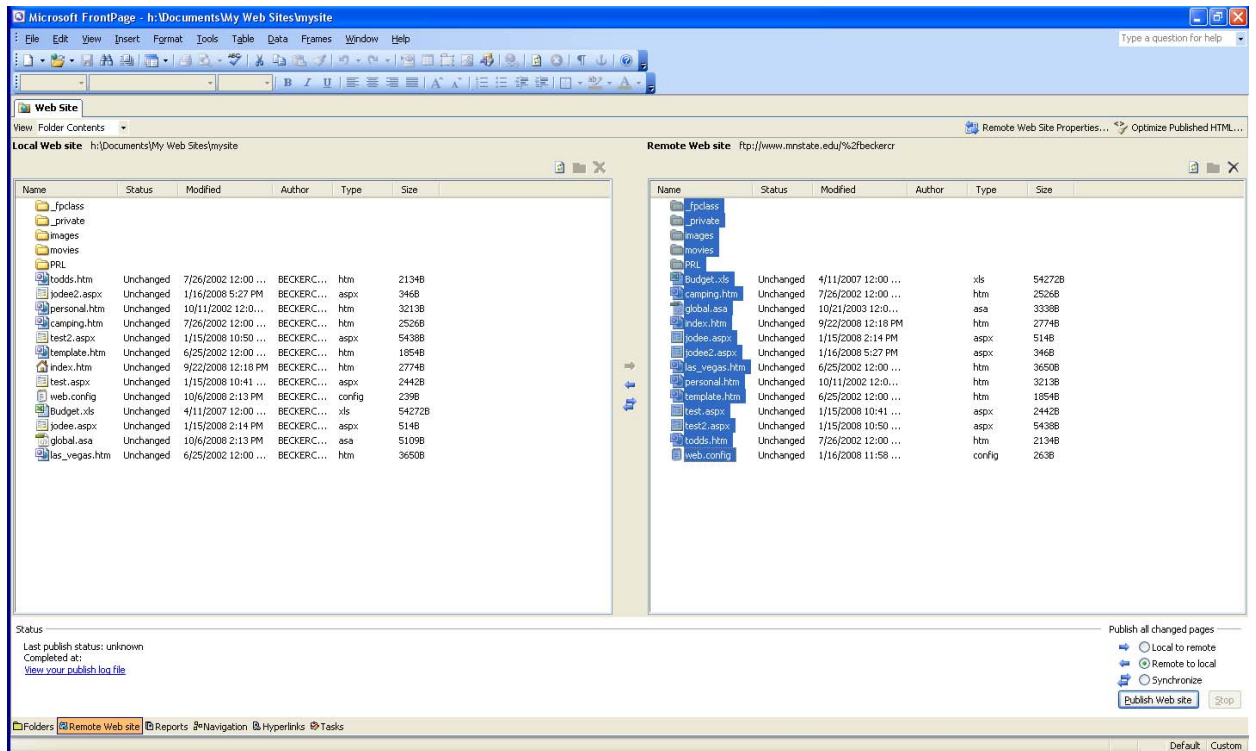 Microsoft FrontPage - h:\Documents\My Web Sites\mysite
File Edit View Insert Format Tools Table Data Frames Window Help
Type a question for help
B I U
Web Site
View Folder Contents
Remote Web Site Properties... Optimize Published HTML...
Local Web site h:\Documents\My Web Sites\mysite
Remote Web site ftp://www.mnstate.edu/%2fbeckercr
Name Status Modified Author Type Size
_fpclass
_private
images
movies
PRL
todds.htm Unchanged 7/26/2002 12:00 ... BECKERC... htm 2134B
jodee2.aspx Unchanged 1/16/2008 5:27 PM BECKERC... aspx 346B
personal.htm Unchanged 10/11/2002 12:0... BECKERC... htm 3213B
camping.htm Unchanged 7/26/2002 12:00 ... BECKERC... htm 2526B
test2.aspx Unchanged 1/15/2008 10:50 ... BECKERC... aspx 5438B
template.htm Unchanged 6/25/2002 12:00 ... BECKERC... htm 1854B
index.htm Unchanged 9/22/2008 12:18 PM BECKERC... htm 2774B
test.aspx Unchanged 1/15/2008 10:41 ... BECKERC... aspx 2442B
web.config Unchanged 10/6/2008 2:13 PM BECKERC... config 239B
Budget.xls Unchanged 4/11/2007 12:00 ... BECKERC... xls 54272B
jodee.aspx Unchanged 1/15/2008 2:14 PM BECKERC... aspx 514B
global.asa Unchanged 10/6/2008 2:13 PM BECKERC... asa 5109B
las_vegas.htm Unchanged 6/25/2002 12:00 ... BECKERC... htm 3650B
Name Status Modified Author Type Size
_fpclass
_private
images
movies
PRL
Budget.xls Unchanged 4/11/2007 12:00 ... xls 54272B
camping.htm Unchanged 7/26/2002 12:00 ... htm 2526B
global.asa Unchanged 10/21/2003 12:0... asa 3338B
index.htm Unchanged 9/22/2008 12:18 PM htm 2774B
jodee.aspx Unchanged 1/15/2008 2:14 PM aspx 514B
jodee2.aspx Unchanged 1/16/2008 5:27 PM aspx 346B
las_vegas.htm Unchanged 6/25/2002 12:00 ... htm 3650B
personal.htm Unchanged 10/11/2002 12:0... htm 3213B
template.htm Unchanged 6/25/2002 12:00 ... htm 1854B
test.aspx Unchanged 1/15/2008 10:41 ... aspx 2442B
test2.aspx Unchanged 1/15/2008 10:50 ... aspx 5438B
todds.htm Unchanged 7/26/2002 12:00 ... htm 2134B
web.config Unchanged 1/16/2008 11:58 ... config 263B
Status
Last publish status: unknown
Completed at:
View your publish log file
Publish all changed pages
Local to remote
Remote to local
Synchronize
Publish Web site Stop
Folders Remote Web site Reports Navigation Hyperlinks Tasks
Default Custom